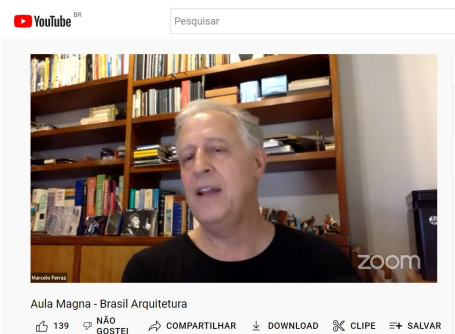 YouTube BR
Pesquisar
zoom
Marcelo Ferraz
Aula Magna - Brasil Arquitetura
139 NÃO GOSTEI COMPARTILHAR DOWNLOAD CLIPE SALVAR